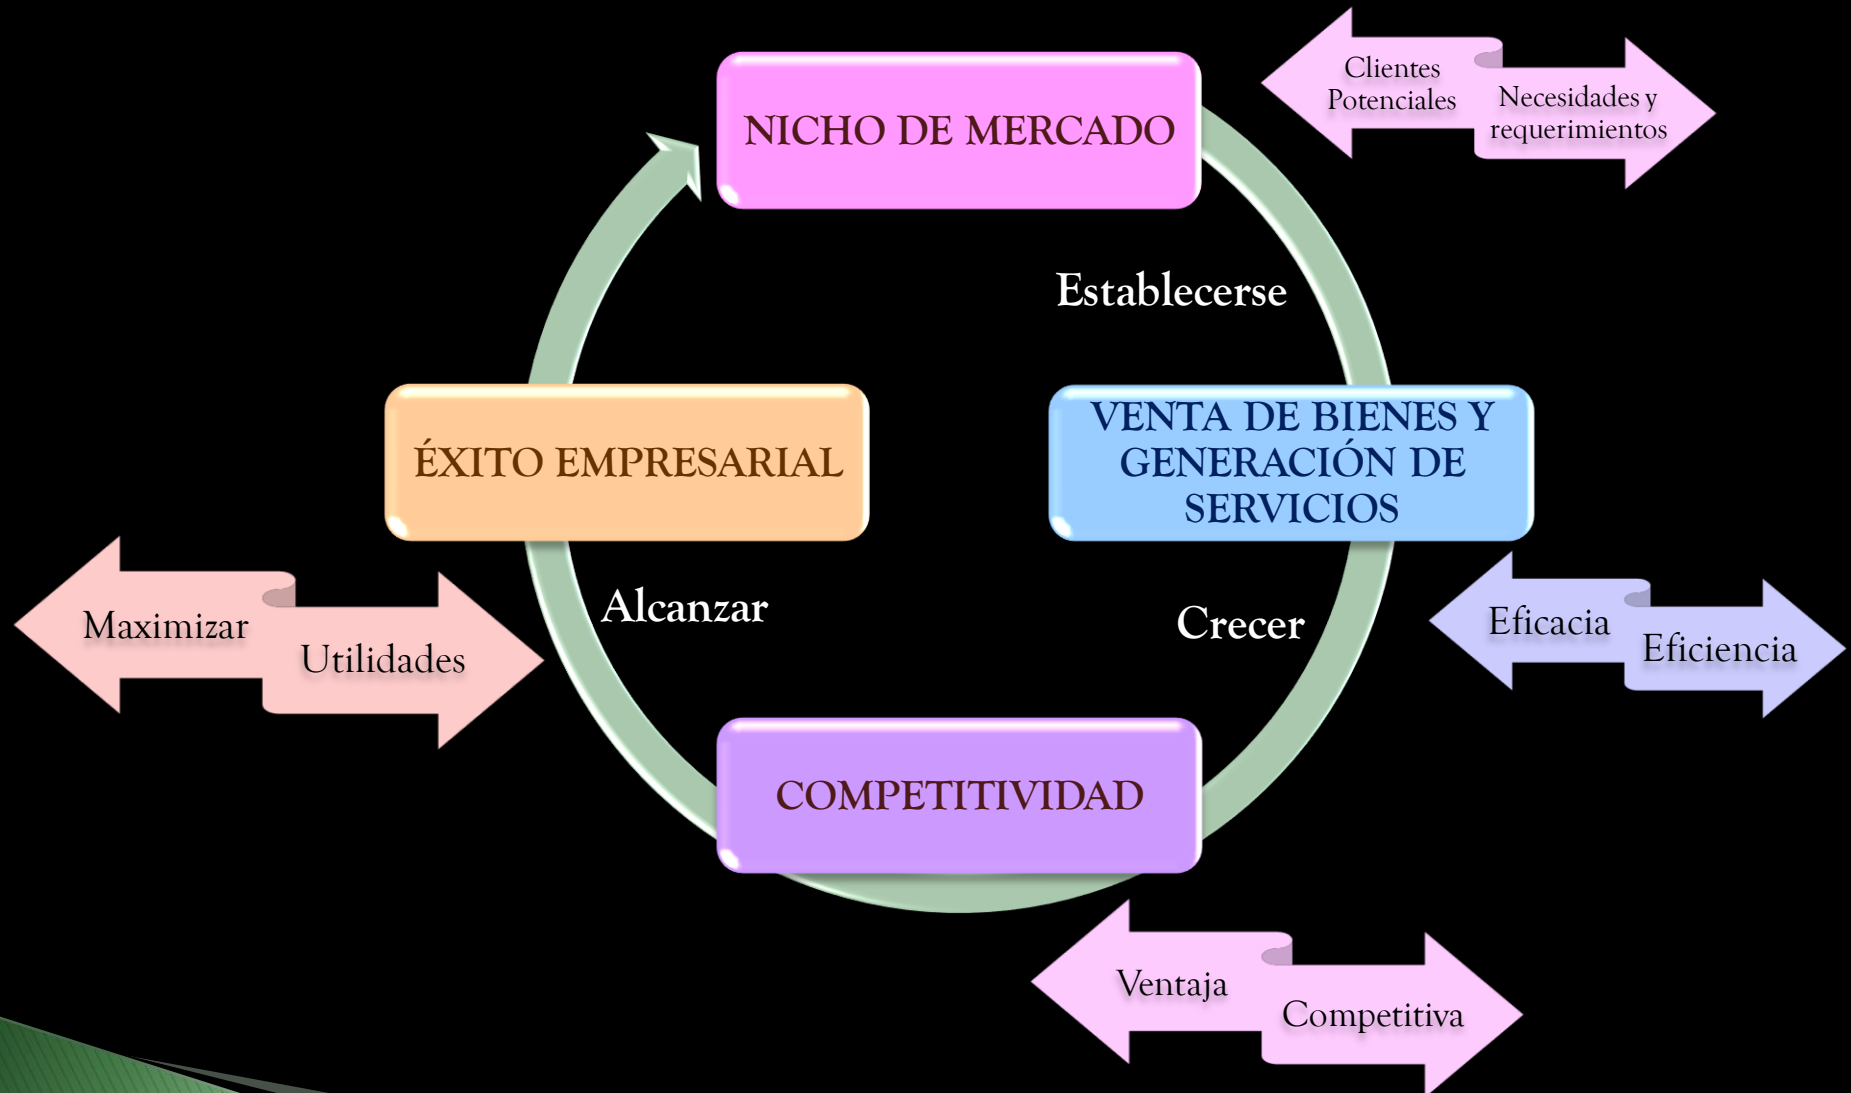 NICHO DE MERCADO
Clientes
Potenciales
Necesidades y
requerimientos
Establecerse
ÉXITO EMPRESARIAL
VENTA DE BIENES Y
GENERACIÓN DE
SERVICIOS
Alcanzar
Crecer
Maximizar
Utilidades
Eficacia
Eficiencia
COMPETITIVIDAD
Ventaja
Competitiva